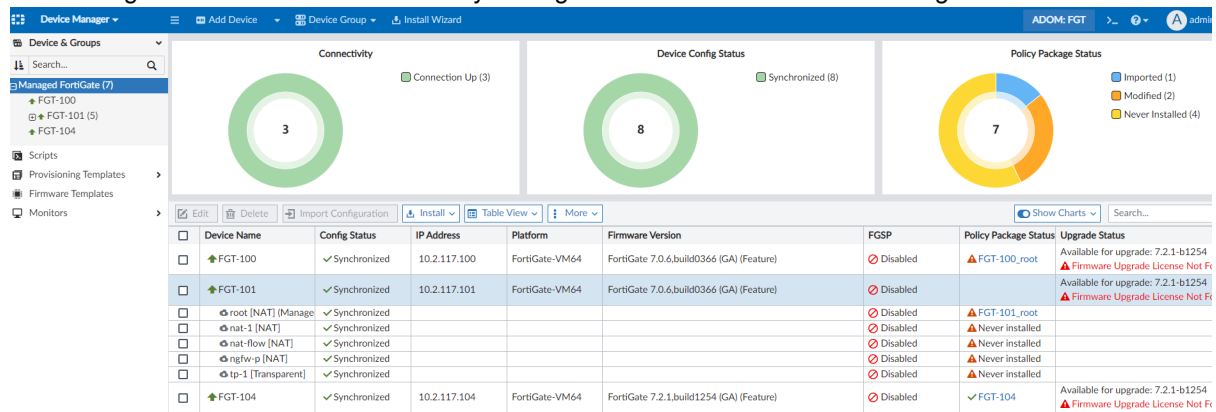 Device Manager
Add Device
Device Group
Install Wizard
ADOM: FGT
>_
?
A admin
Device & Groups
Search...
Managed FortiGate (7)
FGT-100
FGT-101 (5)
FGT-104
Scripts
Provisioning Templates
Firmware Templates
Monitors
Connectivity
Connection Up (3)
3
Device Config Status
Synchronized (8)
8
Policy Package Status
Imported (1)
Modified (2)
Never Installed (4)
7
Edit Delete Import Configuration Install Table View More Show Charts Search...
Device Name Config Status IP Address Platform Firmware Version FGSP Policy Package Status Upgrade Status
FGT-100 Synchronized 10.2.117.100 FortiGate-VM64 FortiGate 7.0.6,build0366 (GA) (Feature) Disabled FGT-100_root Available for upgrade: 7.2.1-b1254
Firmware Upgrade License Not Fo
FGT-101 Synchronized 10.2.117.101 FortiGate-VM64 FortiGate 7.0.6,build0366 (GA) (Feature) Disabled Available for upgrade: 7.2.1-b1254
Firmware Upgrade License Not Fo
root [NAT] (Manage Synchronized Disabled FGT-101_root
nat-1 [NAT] Synchronized Disabled Never installed
nat-flow [NAT] Synchronized Disabled Never installed
ngfw-p [NAT] Synchronized Disabled Never installed
tp-1 [Transparent] Synchronized Disabled Never installed
FGT-104 Synchronized 10.2.117.104 FortiGate-VM64 FortiGate 7.2.1,build1254 (GA) (Feature) Disabled FGT-104 Available for upgrade: 7.2.1-b1254
Firmware Upgrade License Not Fo